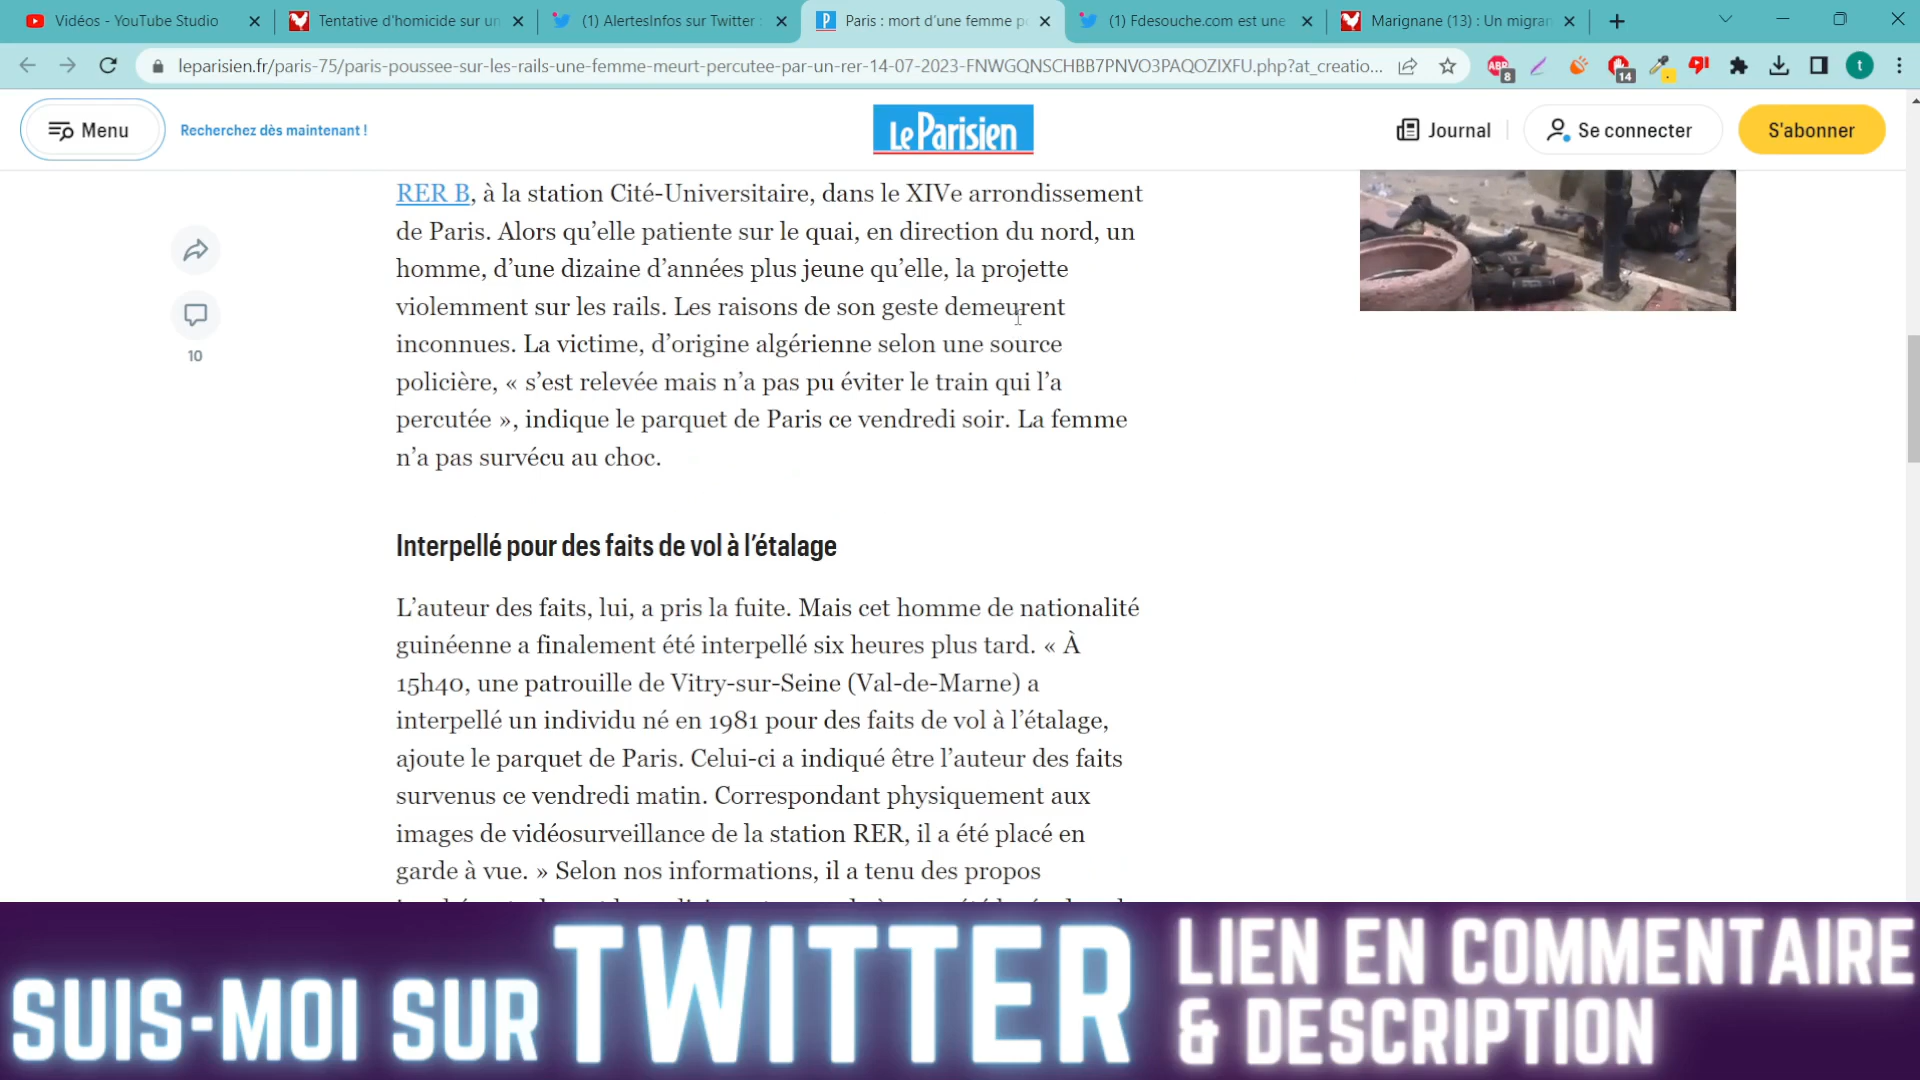 Vidéos - YouTube Studio
Tentative d'homicide sur un
(1) AlertesInfos sur Twitter :
Paris : mort d'une femme po
(1) Fdesouche.com est une
Marignane (13) : Un migran
leparisien.fr/paris-75/paris-poussee-sur-les-rails-une-femme-meurt-percutee-par-un-rer-14-07-2023-FNWGQNSCHBB7PNVO3PAQOZIXFU.php?at_creatio...
ABP
8
14
t
Menu
Recherchez dès maintenant !
Le Parisien
Journal
Se connecter
S'abonner
RER B, à la station Cité-Universitaire, dans le XIVe arrondissement
de Paris. Alors qu'elle patiente sur le quai, en direction du nord, un
homme, d'une dizaine d'années plus jeune qu'elle, la projette
violemment sur les rails. Les raisons de son geste demeurent
inconnues. La victime, d'origine algérienne selon une source
policière, « s'est relevée mais n'a pas pu éviter le train qui l'a
percutée », indique le parquet de Paris ce vendredi soir. La femme
n'a pas survécu au choc.
10
Interpellé pour des faits de vol à l'étalage
L'auteur des faits, lui, a pris la fuite. Mais cet homme de nationalité
guinéenne a finalement été interpellé six heures plus tard. « À
15h40, une patrouille de Vitry-sur-Seine (Val-de-Marne) a
interpellé un individu né en 1981 pour des faits de vol à l'étalage,
ajoute le parquet de Paris. Celui-ci a indiqué être l'auteur des faits
survenus ce vendredi matin. Correspondant physiquement aux
images de vidéosurveillance de la station RER, il a été placé en
garde à vue. » Selon nos informations, il a tenu des propos
SUIS-MOI SUR TWITTER LIEN EN COMMENTAIRE
& DESCRIPTION